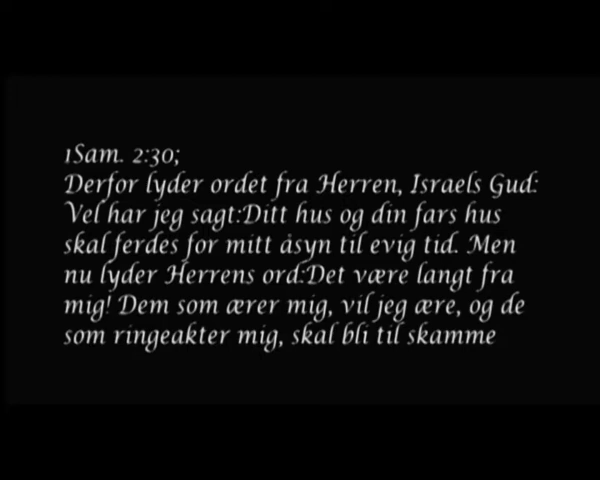 1Sam. 2:30;
Derfor lyder ordet fra Herren, Israels Gud:
Vel har jeg sagt:Ditt hus og din fars hus
skal ferdes for mitt åsyn til evig tid. Men
nu lyder Herrens ord:Det være langt fra
mig! Dem som ærer mig, vil jeg ære, og de
som ringeakter mig, skal bli til skamme